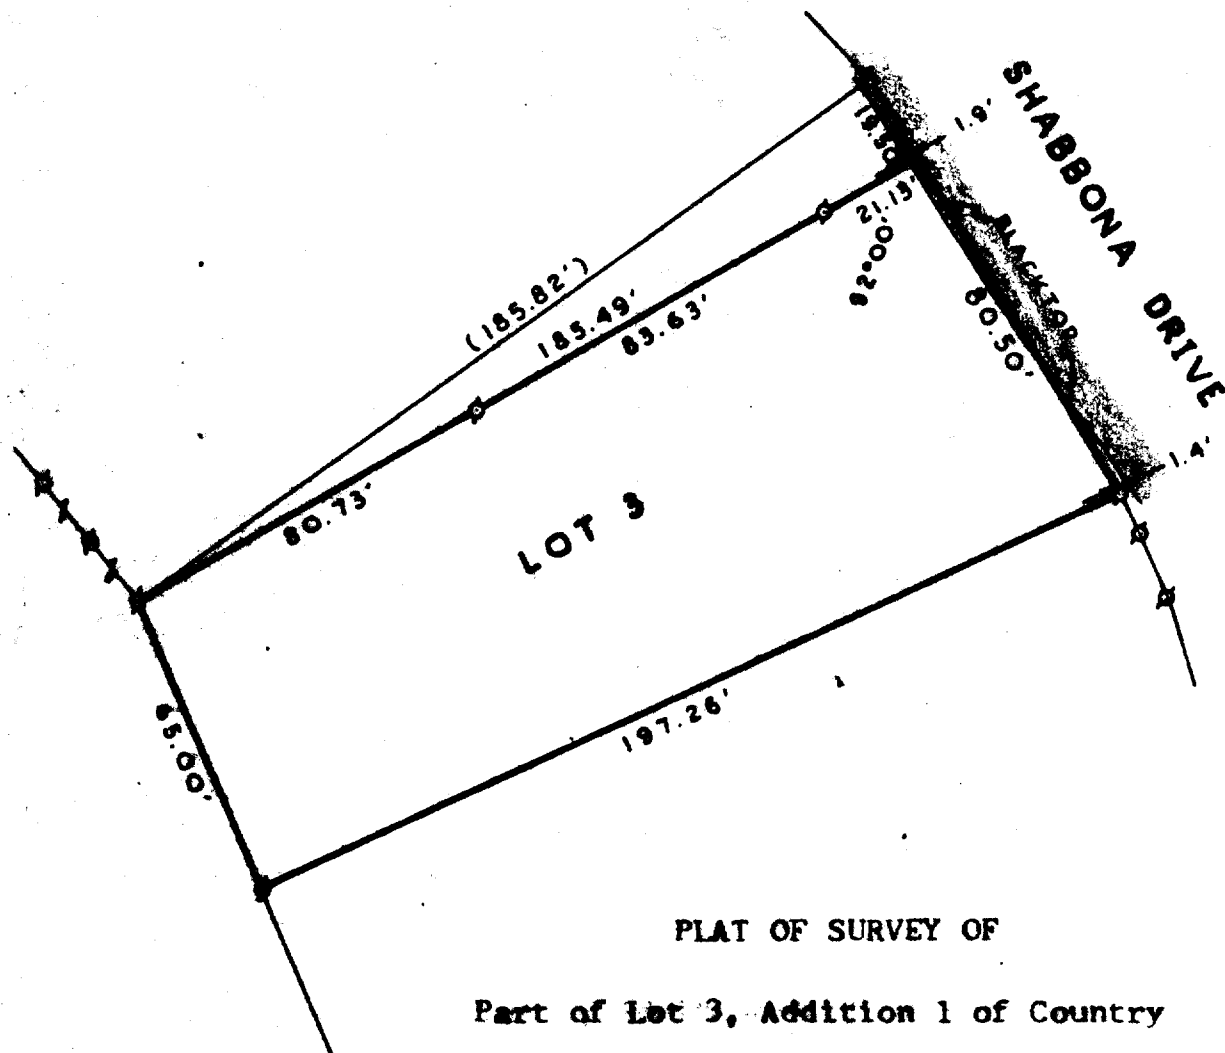 SHABBONA DRIVE
1.9'
19.50'
21.13'
92°00'
BLACKTOP
80.50'
1.4'
(185.82')
185.49'
83.63'
80.73'
LOT 3
65.00'
197.26'
PLAT OF SURVEY OF
Part of Lot 3, Addition 1 of Country